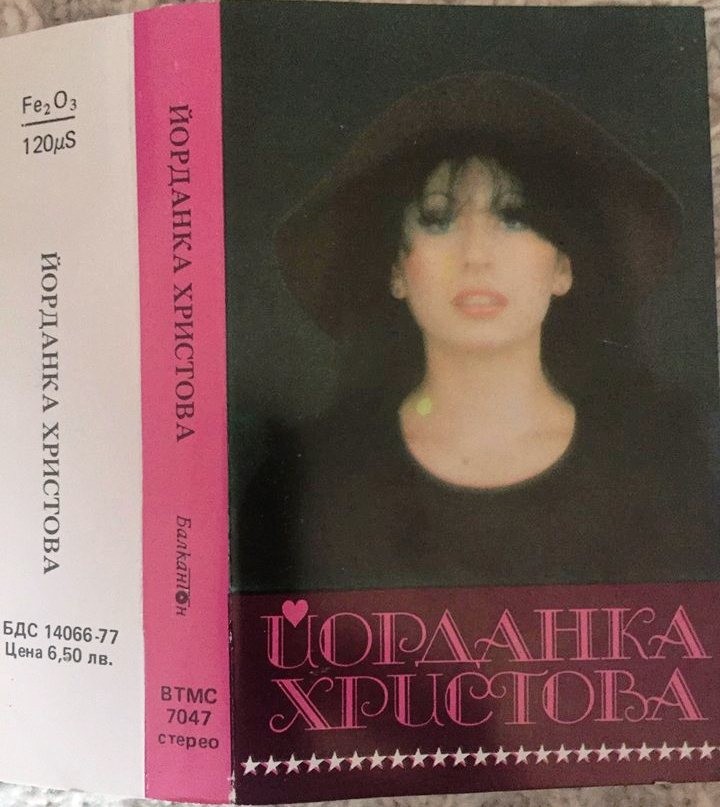 Fe₂O₃
120µS
ЙОРДАНКА ХРИСТОВА
БДС 14066-77
Цена 6,50 лв.
ЙОРДАНКА ХРИСТОВА
Балкантон
ВТМС
7047
стерео
ЙОРДАНКА
ХРИСТОВА